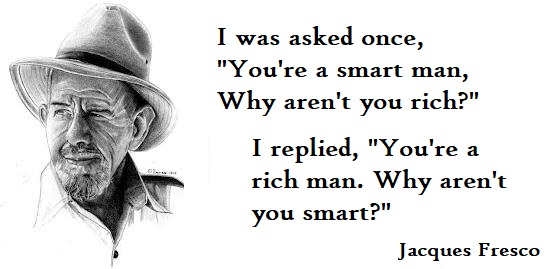 I was asked once,
"You're a smart man,
Why aren't you rich?"
I replied, "You're a
rich man. Why aren't
you smart?"
Jacques Fresco